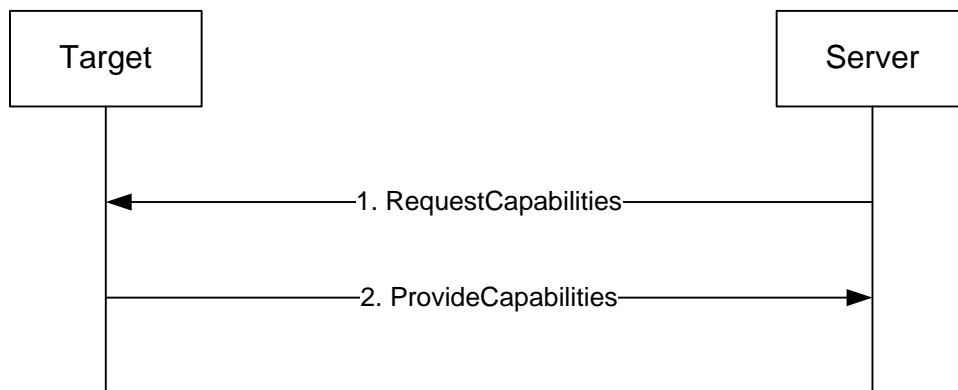 Target
Server
1. RequestCapabilities
2. ProvideCapabilities